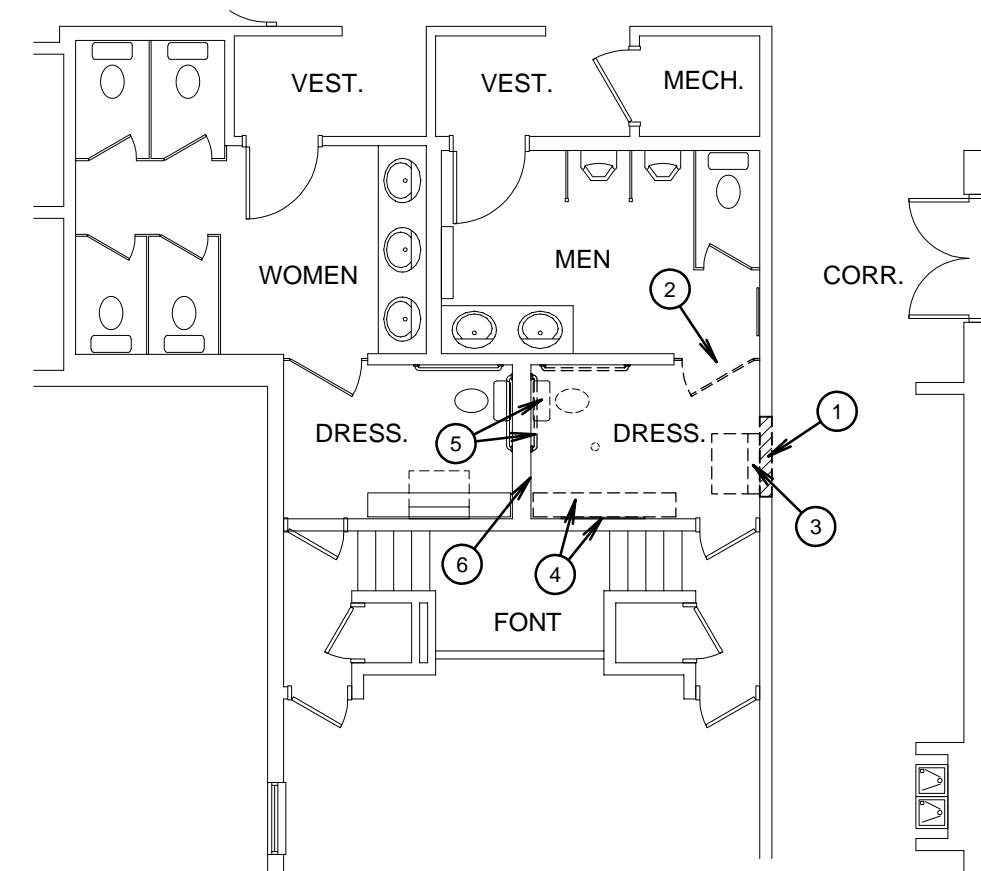 VEST.
VEST.
MECH.
WOMEN
MEN
CORR.
2
DRESS.
5
DRESS.
1
3
6
4
FONT